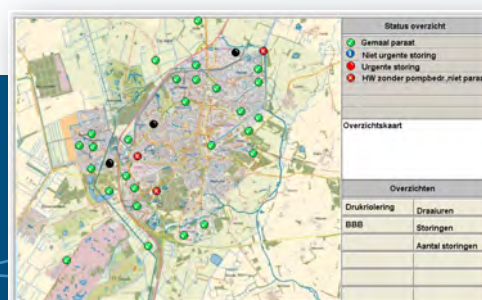 Status overzicht
Gemaal paraat
Niet urgente storing
Urgente storing
HW zonder pompbedr.,niet paraa
Overzichtskaart
Overzichten
Drukriolering Draaiuren
BBB Storingen
Aantal storingen